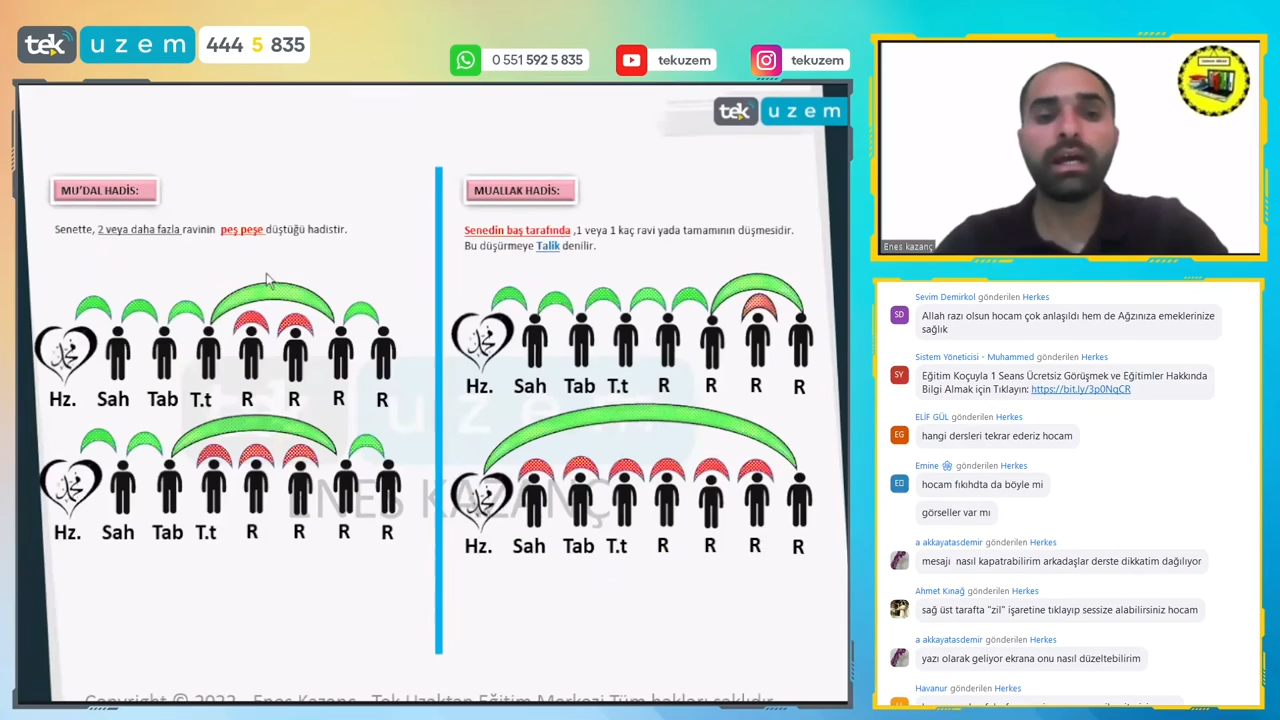 tek uzem 444 5 835
0 551 592 5 835
tekuzem
tekuzem
tek uzem
MU'DAL HADİS:
Senette, 2 veya daha fazla ravinin peş peşe düştüğü hadistir.
Hz. Sah Tab T.t R R R R
Hz. Sah Tab T.t R R R R
MUALLAK HADİS:
Senedin baş tarafında ,1 veya 1 kaç ravi yada tamamının düşmesidir.
Bu düşürmeye Talik denilir.
Hz. Sah Tab T.t R R R R
Hz. Sah Tab T.t R R R R
ENES KAZANÇ
Enes kazanç
SD
Sevim Demirkol gönderilen Herkes
Allah razı olsun hocam çok anlaşıldı hem de Ağzınıza emeklerinize
sağlık
Sistem Yöneticisi - Muhammed gönderilen Herkes
SY
Eğitim Koçuyla 1 Seans Ücretsiz Görüşmek ve Eğitimler Hakkında
Bilgi Almak için Tıklayın: https://bit.ly/3p0NqCR
ELİF GÜL gönderilen Herkes
EG
hangi dersleri tekrar ederiz hocam
Emine gönderilen Herkes
hocam fıkıhdta da böyle mi
görseller var mı
a akkayatasdemir gönderilen Herkes
mesajı nasıl kapatrabilirim arkadaşlar derste dikkatim dağılıyor
Ahmet Kınağ gönderilen Herkes
sağ üst tarafta "zil" işaretine tıklayıp sessize alabilirsiniz hocam
a akkayatasdemir gönderilen Herkes
yazı olarak geliyor ekrana onu nasıl düzeltebilirim
Havanur gönderilen Herkes